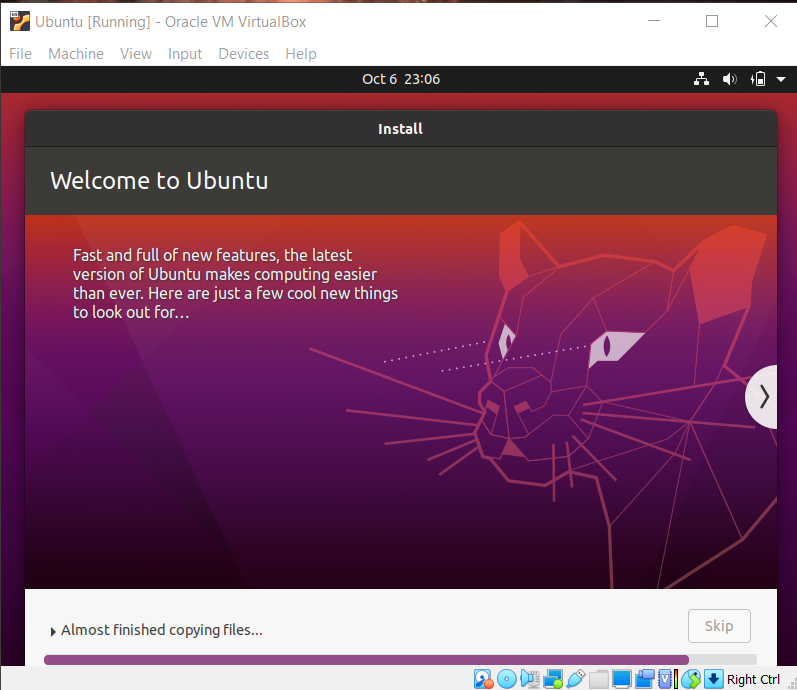 Ubuntu [Running] - Oracle VM VirtualBox
File Machine View Input Devices Help
Oct 6 23:06
Install
Welcome to Ubuntu
Fast and full of new features, the latest
version of Ubuntu makes computing easier
than ever. Here are just a few cool new things
to look out for…
Almost finished copying files...
Skip
Right Ctrl